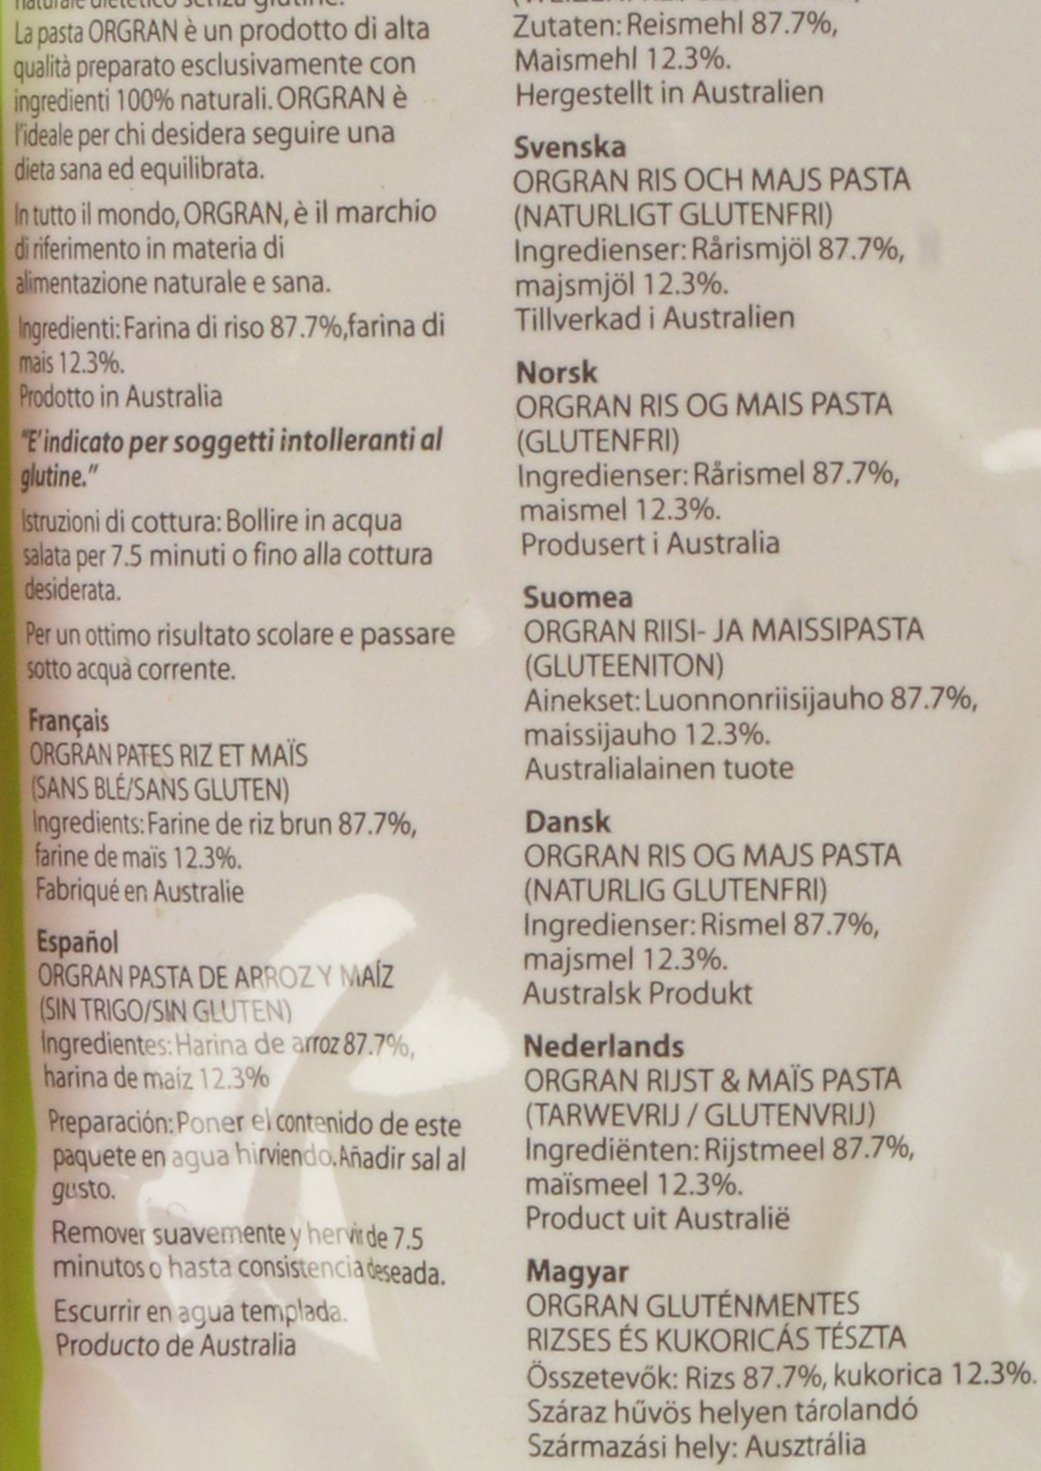 naturale dietetico senza glutine.
La pasta ORGRAN è un prodotto di alta
qualità preparato esclusivamente con
ingredienti 100% naturali. ORGRAN è
l'ideale per chi desidera seguire una
dieta sana ed equilibrata.
In tutto il mondo, ORGRAN, è il marchio
di riferimento in materia di
alimentazione naturale e sana.
Ingredienti: Farina di riso 87.7%,farina di
mais 12.3%.
Prodotto in Australia
"E' indicato per soggetti intolleranti al
glutine."
Istruzioni di cottura: Bollire in acqua
salata per 7.5 minuti o fino alla cottura
desiderata.
Per un ottimo risultato scolare e passare
sotto acquà corrente.
Français
ORGRAN PATES RIZ ET MAÏS
(SANS BLÉ/SANS GLUTEN)
Ingredients: Farine de riz brun 87.7%,
farine de maïs 12.3%.
Fabriqué en Australie
Español
ORGRAN PASTA DE ARROZ Y MAÍZ
(SIN TRIGO/SIN GLUTEN)
Ingredientes: Harina de arroz 87.7%,
harina de maiz 12.3%
Preparación: Poner el contenido de este
paquete en agua hirviendo. Añadir sal al
gusto.
Remover suavemente y hervir de 7.5
minutos o hasta consistencia deseada.
Escurrir en agua templada.
Producto de Australia
Zutaten: Reismehl 87.7%,
Maismehl 12.3%.
Hergestellt in Australien
Svenska
ORGRAN RIS OCH MAJS PASTA
(NATURLIGT GLUTENFRI)
Ingredienser: Rårismjöl 87.7%,
majsmjöl 12.3%.
Tillverkad i Australien
Norsk
ORGRAN RIS OG MAIS PASTA
(GLUTENFRI)
Ingredienser: Rårismel 87.7%,
maismel 12.3%.
Produsert i Australia
Suomea
ORGRAN RIISI- JA MAISSIPASTA
(GLUTEENITON)
Ainekset: Luonnonriisijauho 87.7%,
maissijauho 12.3%.
Australialainen tuote
Dansk
ORGRAN RIS OG MAJS PASTA
(NATURLIG GLUTENFRI)
Ingredienser: Rismel 87.7%,
majsmel 12.3%.
Australsk Produkt
Nederlands
ORGRAN RIJST & MAÏS PASTA
(TARWEVRIJ / GLUTENVRIJ)
Ingrediënten: Rijstmeel 87.7%,
maïsmeel 12.3%.
Product uit Australië
Magyar
ORGRAN GLUTÉNMENTES
RIZSES ÉS KUKORICÁS TÉSZTA
Összetevők: Rizs 87.7%, kukorica 12.3%.
Száraz hűvös helyen tárolandó
Származási hely: Ausztrália